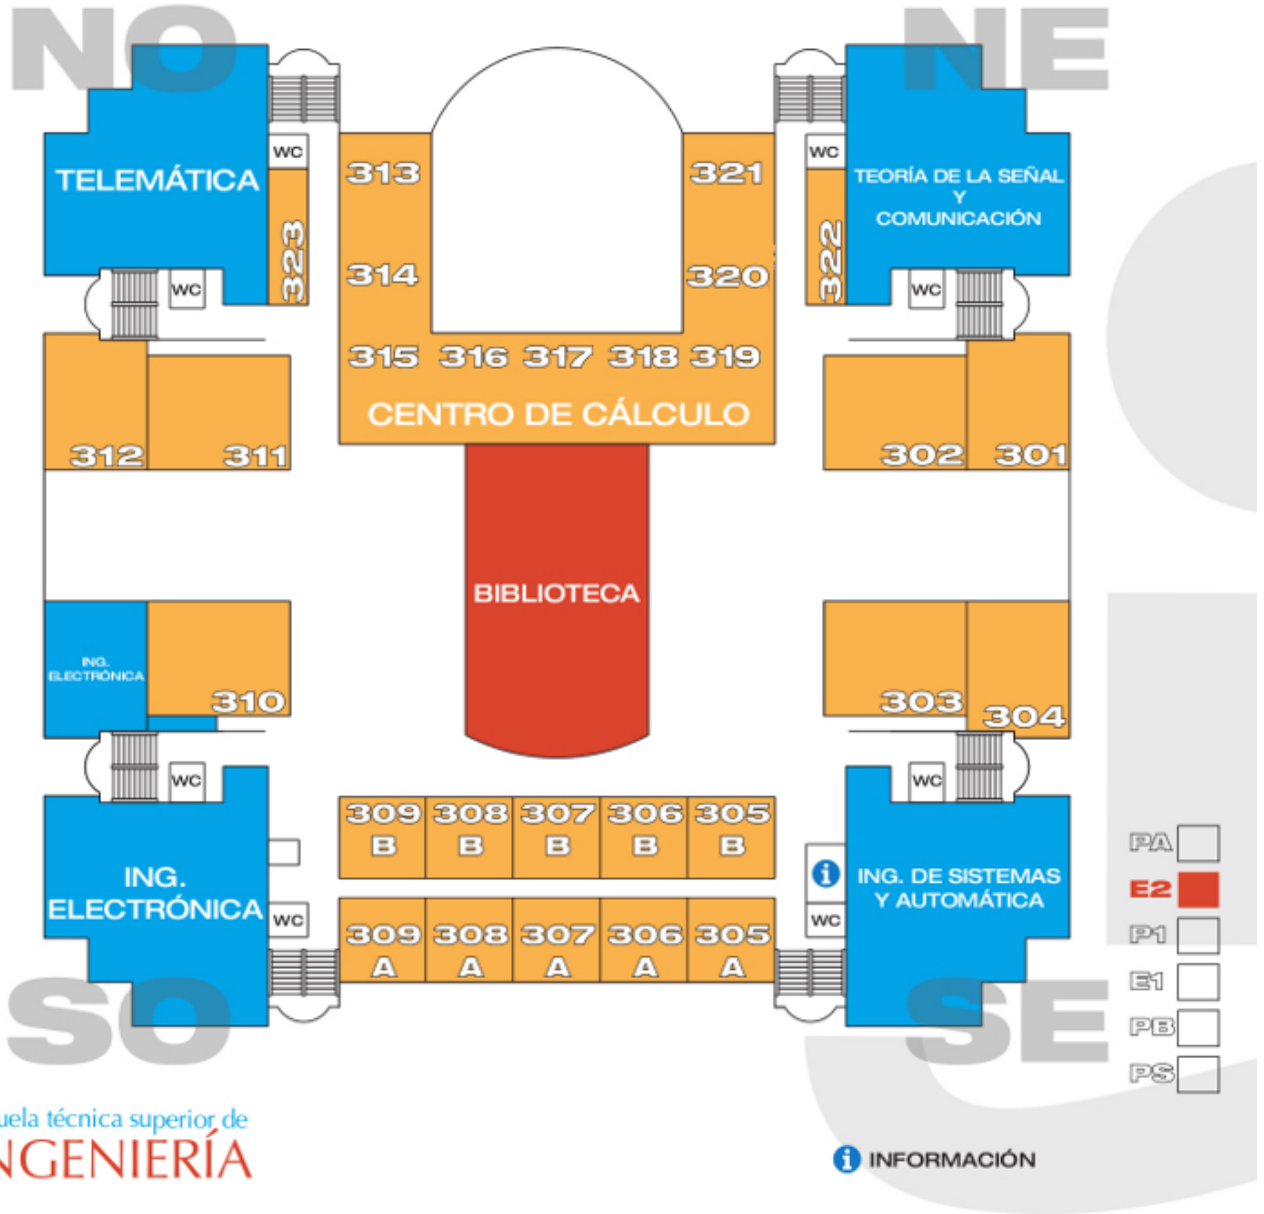 NO
NE
WC
WC
TELEMÁTICA
313
321
TEORÍA DE LA SEÑAL
Y
COMUNICACIÓN
323
322
314
320
WC
WC
315 316 317 318 319
CENTRO DE CÁLCULO
312
311
302
301
BIBLIOTECA
ING.
ELECTRÓNICA
310
303
304
WC
WC
309 308 307 306 305
B B B B B
PA
ING.
ELECTRÓNICA
i
ING. DE SISTEMAS
Y AUTOMÁTICA
E2
WC
WC
309 308 307 306 305
A A A A A
P1
E1
SO
SE
PB
PS
uela técnica superior de
NGENIERÍA
i INFORMACIÓN